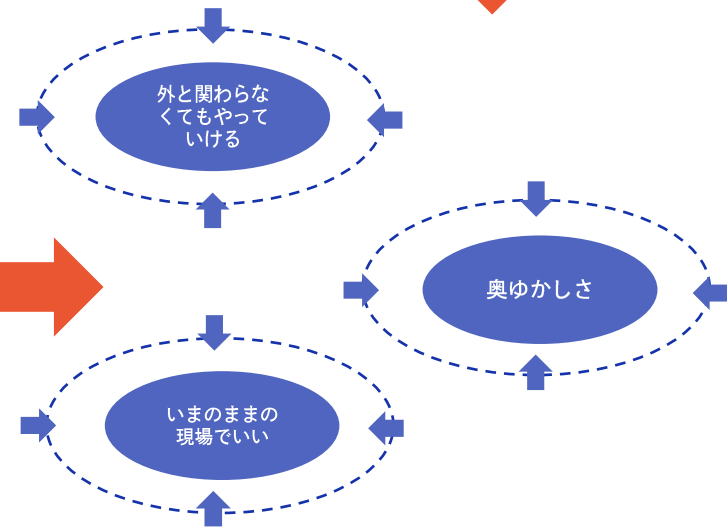 外と関わらな
くてもやって
いける
奥ゆかしさ
いまのままの
現場でいい